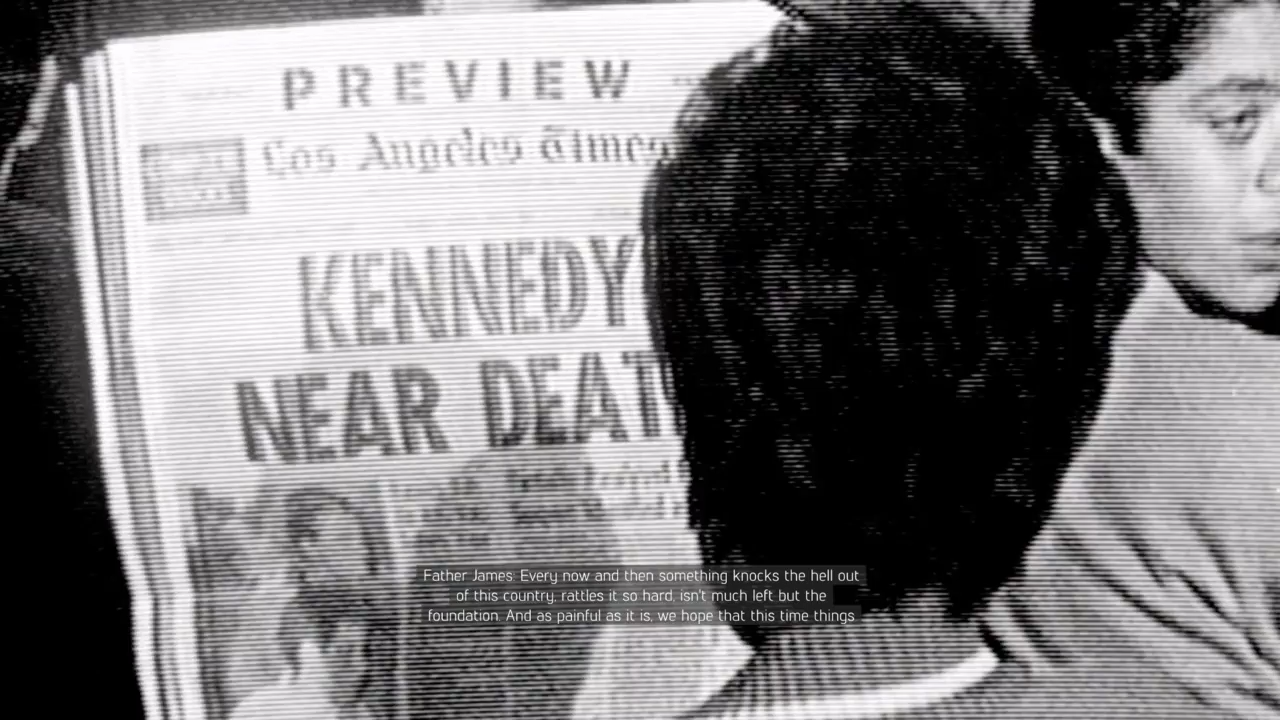 PREVIEW
Los Angeles Times
KENNEDY
NEAR DEAT
Father James: Every now and then something knocks the hell out
of this country, rattles it so hard, isn't much left but the
foundation. And as painful as it is, we hope that this time things